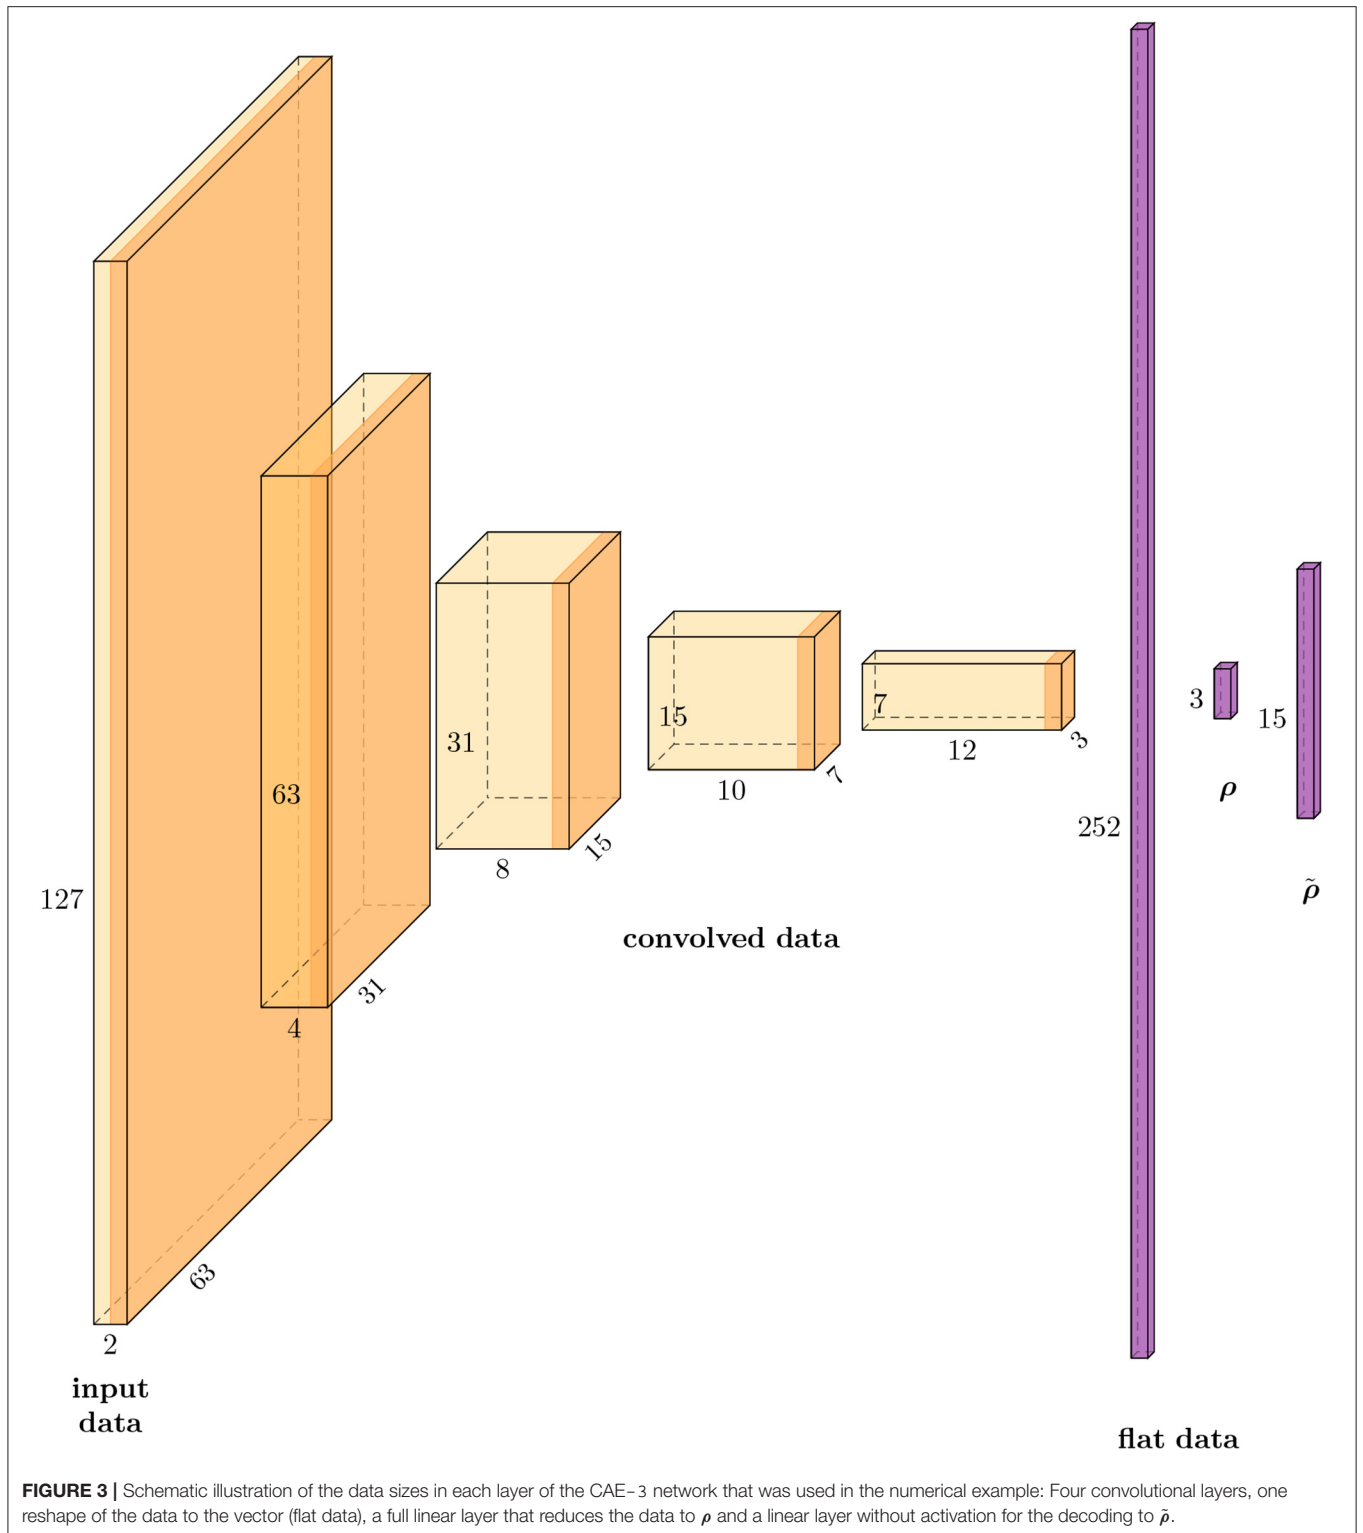 127
2
63
input
data
63
4
31
31
8
15
15
10
7
7
12
3
convolved data
252
flat data
3
ρ
15
ρ̃
FIGURE 3 | Schematic illustration of the data sizes in each layer of the CAE–3 network that was used in the numerical example: Four convolutional layers, one
reshape of the data to the vector (flat data), a full linear layer that reduces the data to ρ and a linear layer without activation for the decoding to ρ̃.